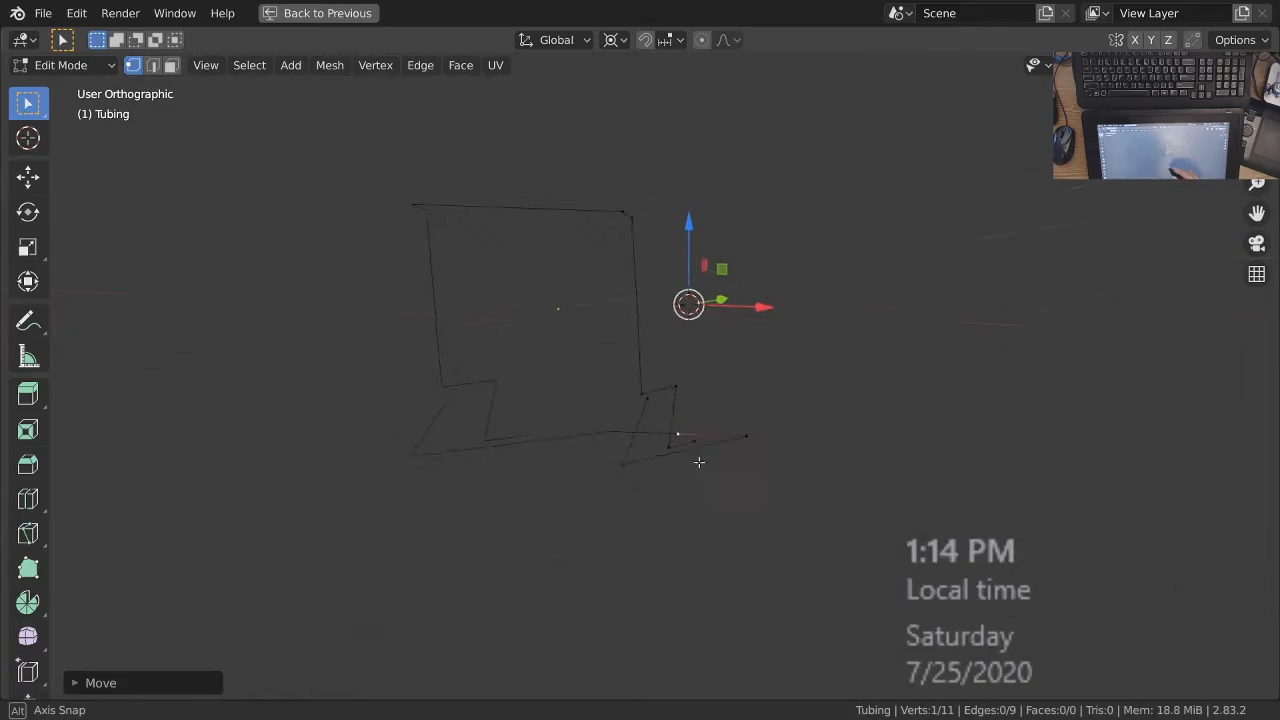 File Edit Render Window Help Back to Previous Scene View Layer
Global X Y Z Options
Edit Mode View Select Add Mesh Vertex Edge Face UV
User Orthographic
(1) Tubing
1:14 PM
Local time
Saturday
7/25/2020
Move
Alt Axis Snap Tubing | Verts:1/11 | Edges:0/9 | Faces:0/0 | Tris:0 | Mem: 18.8 MiB | 2.83.2